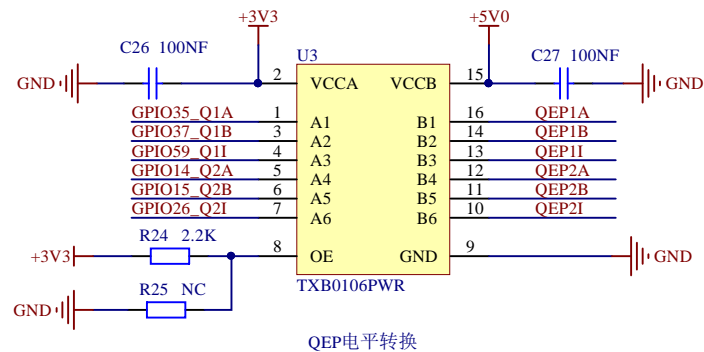 +3V3
+5V0
C26 100NF
U3
C27 100NF
GND
2
VCCA
VCCB
15
GND
GPIO35_Q1A
1
A1
B1
16
QEP1A
GPIO37_Q1B
3
A2
B2
14
QEP1B
GPIO59_Q1I
4
A3
B3
13
QEP1I
GPIO14_Q2A
5
A4
B4
12
QEP2A
GPIO15_Q2B
6
A5
B5
11
QEP2B
GPIO26_Q2I
7
A6
B6
10
QEP2I
R24 2.2K
+3V3
8
OE
GND
9
GND
R25 NC
TXB0106PWR
GND
QEP电平转换